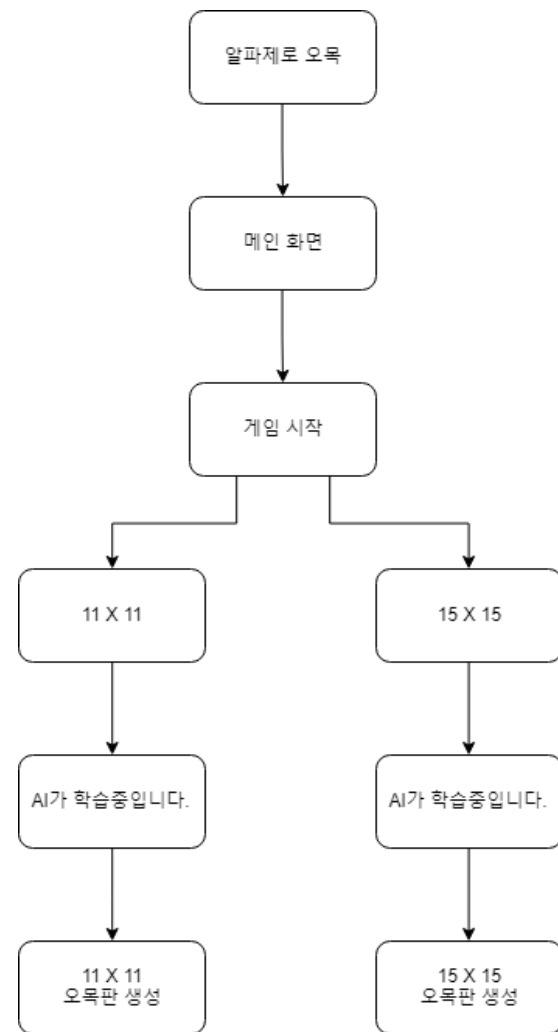 알파제로 오목
메인 화면
게임 시작
11 X 11
15 X 15
AI가 학습중입니다.
AI가 학습중입니다.
11 X 11
오목판 생성
15 X 15
오목판 생성